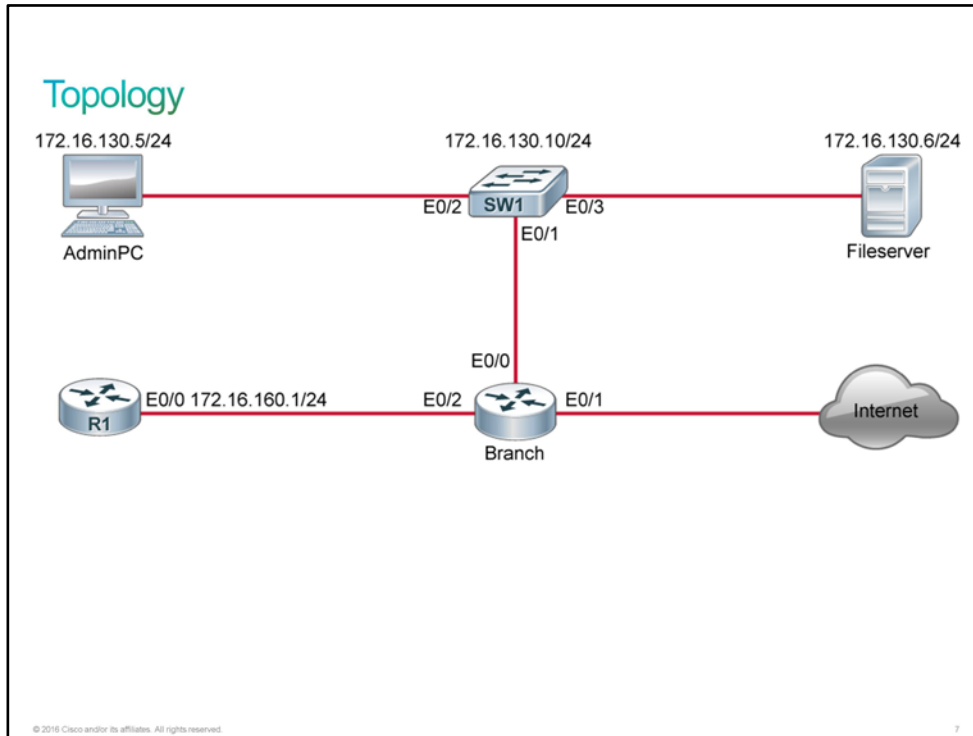 Topology
172.16.130.5/24
172.16.130.10/24
172.16.130.6/24
E0/2
SW1
E0/3
AdminPC
E0/1
Fileserver
E0/0
R1
E0/0 172.16.160.1/24
E0/2
E0/1
Internet
Branch
© 2016 Cisco and/or its affiliates. All rights reserved.
7